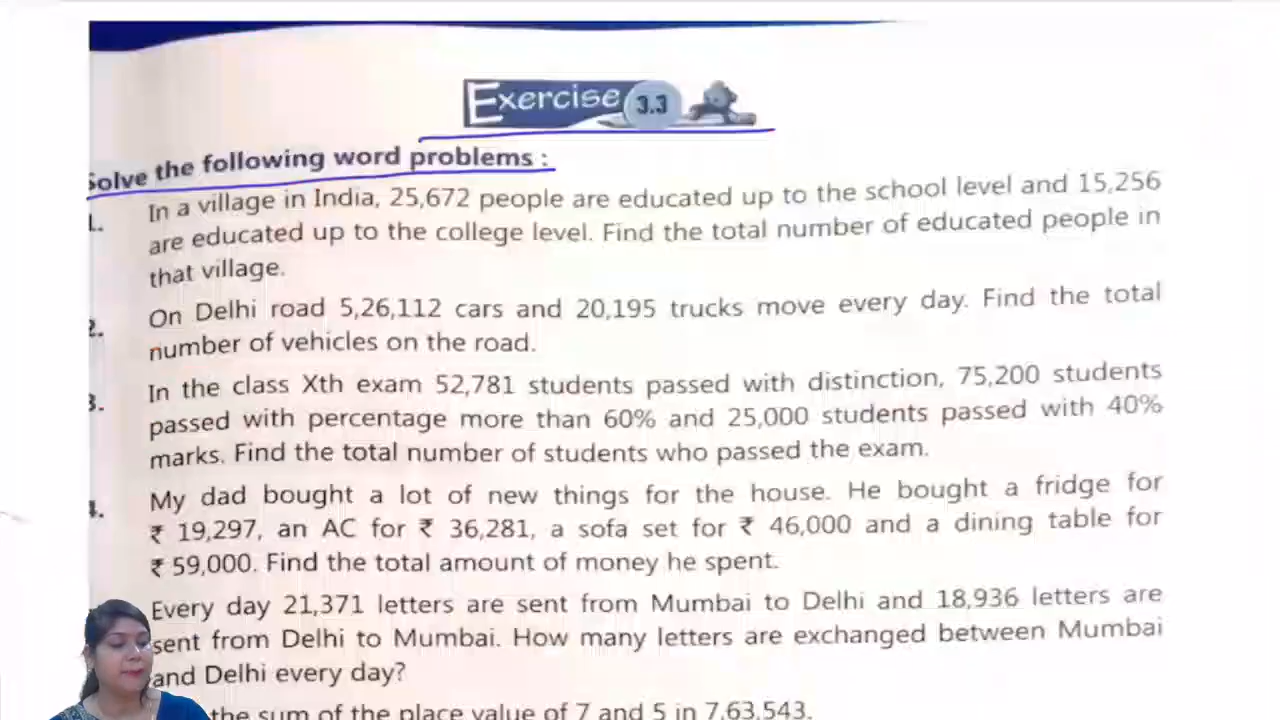 Exercise 3.3
Solve the following word problems :
1. In a village in India, 25,672 people are educated up to the school level and 15,256
are educated up to the college level. Find the total number of educated people in
that village.
2. On Delhi road 5,26,112 cars and 20,195 trucks move every day. Find the total
number of vehicles on the road.
3. In the class Xth exam 52,781 students passed with distinction, 75,200 students
passed with percentage more than 60% and 25,000 students passed with 40%
marks. Find the total number of students who passed the exam.
4. My dad bought a lot of new things for the house. He bought a fridge for
₹ 19,297, an AC for ₹ 36,281, a sofa set for ₹ 46,000 and a dining table for
₹ 59,000. Find the total amount of money he spent.
Every day 21,371 letters are sent from Mumbai to Delhi and 18,936 letters are
sent from Delhi to Mumbai. How many letters are exchanged between Mumbai
and Delhi every day?
the sum of the place value of 7 and 5 in 7,63,543.